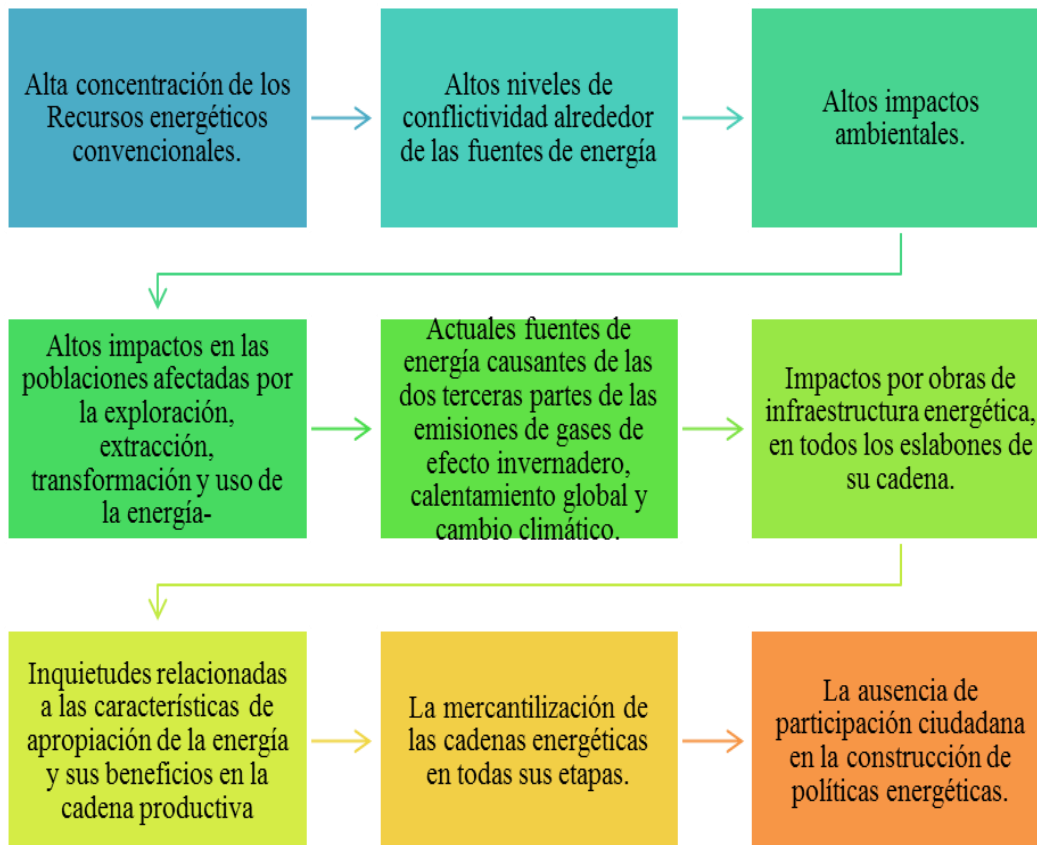 Alta concentración de los
Recursos energéticos
convencionales.
Altos niveles de
conflictividad alrededor
de las fuentes de energía
Altos impactos
ambientales.
Altos impactos en las
poblaciones afectadas por
la exploración,
extracción,
transformación y uso de
la energía-
Actuales fuentes de
energía causantes de las
dos terceras partes de las
emisiones de gases de
efecto invernadero,
calentamiento global y
cambio climático.
Impactos por obras de
infraestructura energética,
en todos los eslabones de
su cadena.
Inquietudes relacionadas
a las características de
apropiación de la energía
y sus beneficios en la
cadena productiva
La mercantilización de
las cadenas energéticas
en todas sus etapas.
La ausencia de
participación ciudadana
en la construcción de
políticas energéticas.